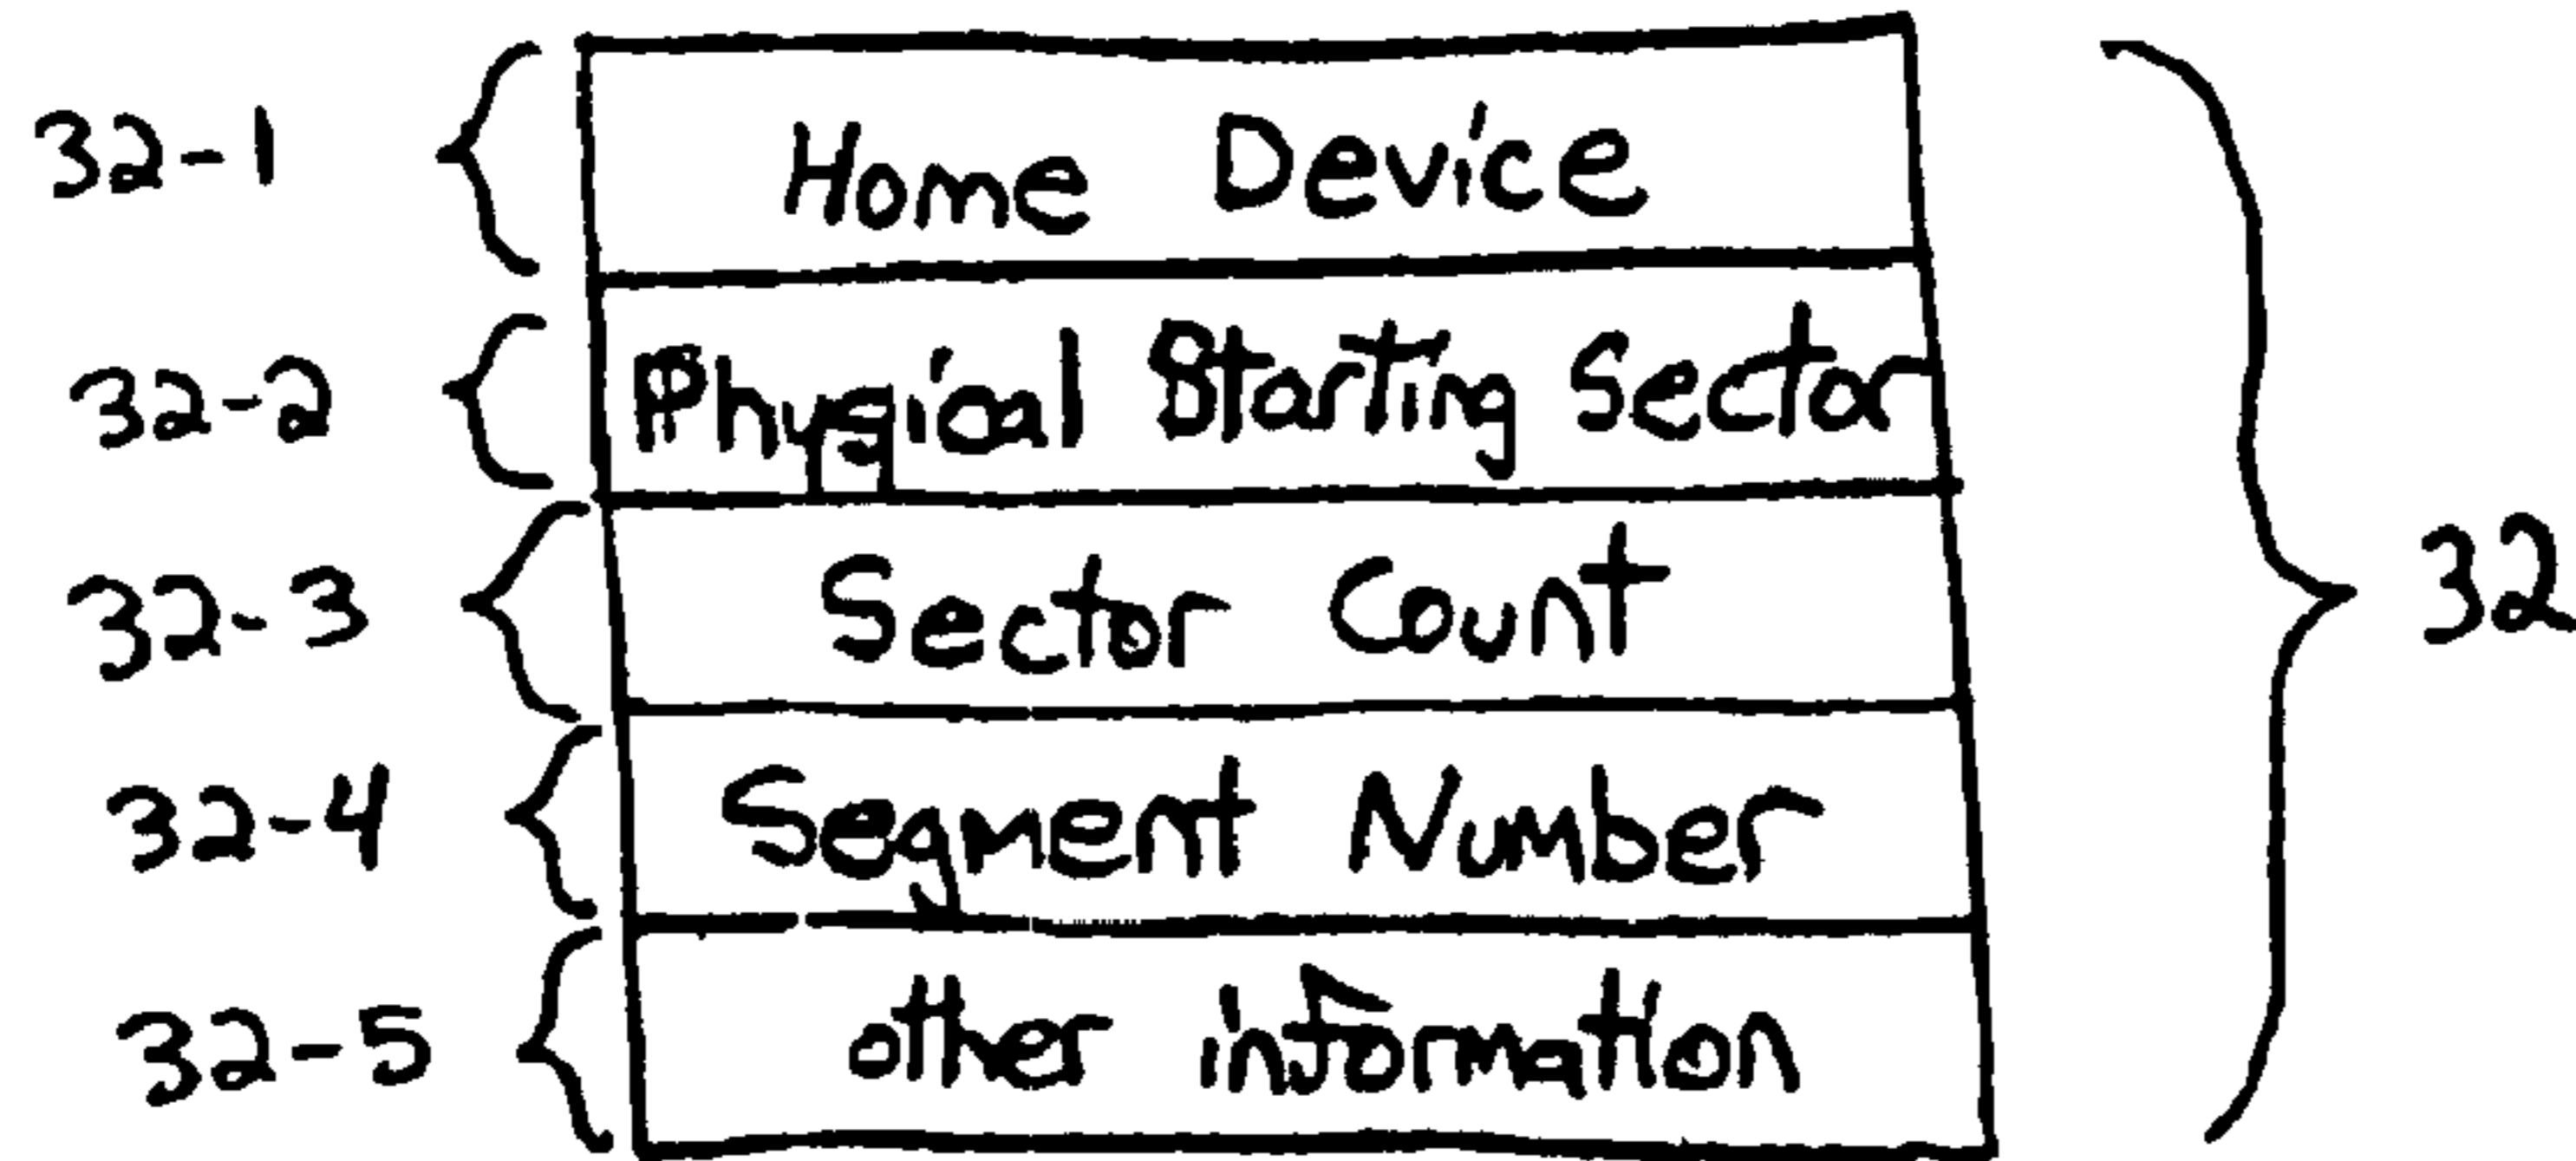 32-1 Home Device
32-2 Physical Starting Sector
32-3 Sector Count 32
32-4 Segment Number
32-5 other information